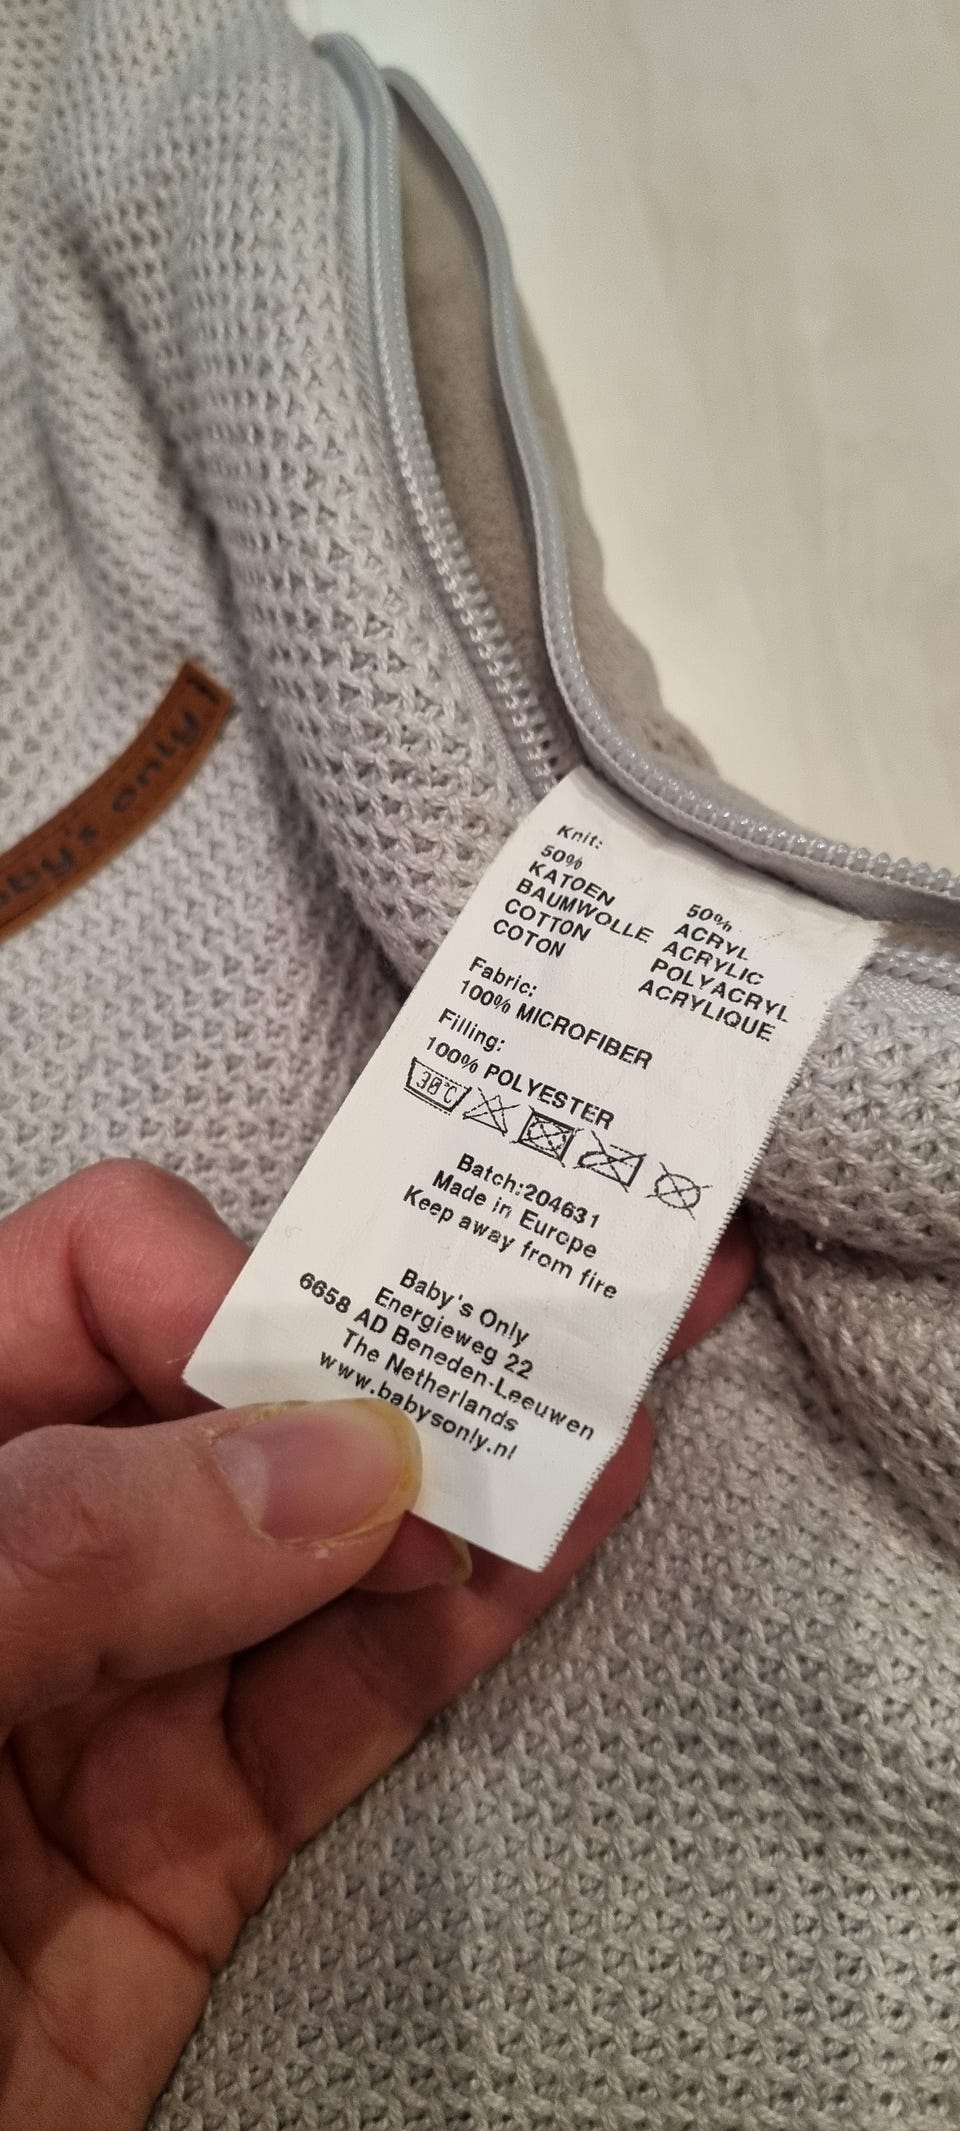 Knit:
50%
KATOEN
BAUMWOLLE
COTTON
COTON
50%
ACRYL
ACRYLIC
POLYACRYL
ACRYLIQUE
Fabric:
100% MICROFIBER
Filling:
100% POLYESTER
30°C
Batch:204631
Made in Europe
Keep away from fire
Baby's Only
Energieweg 22
6658 AD Beneden-Leeuwen
The Netherlands
www.babysonly.nl
only